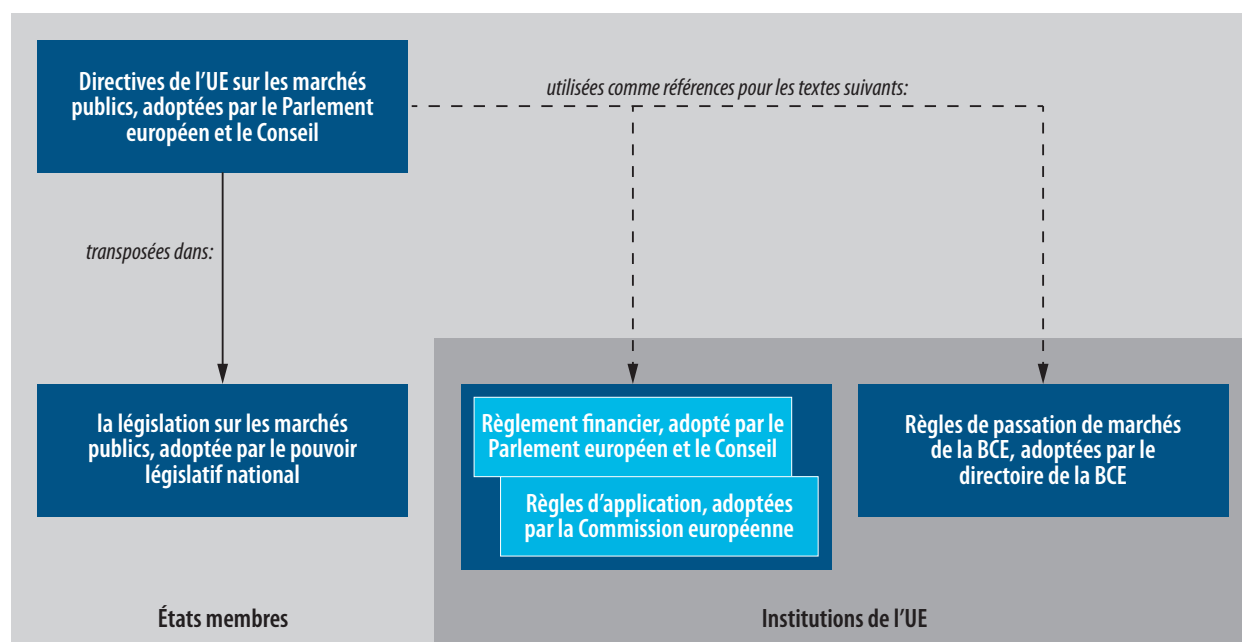 Directives de l’UE sur les marchés
publics, adoptées par le Parlement
européen et le Conseil
utilisées comme références pour les textes suivants:
transposées dans:
la législation sur les marchés
publics, adoptée par le pouvoir
législatif national
Règlement financier, adopté par le
Parlement européen et le Conseil
Règles d’application, adoptées
par la Commission européenne
Règles de passation de marchés
de la BCE, adoptées par le
directoire de la BCE
États membres
Institutions de l’UE